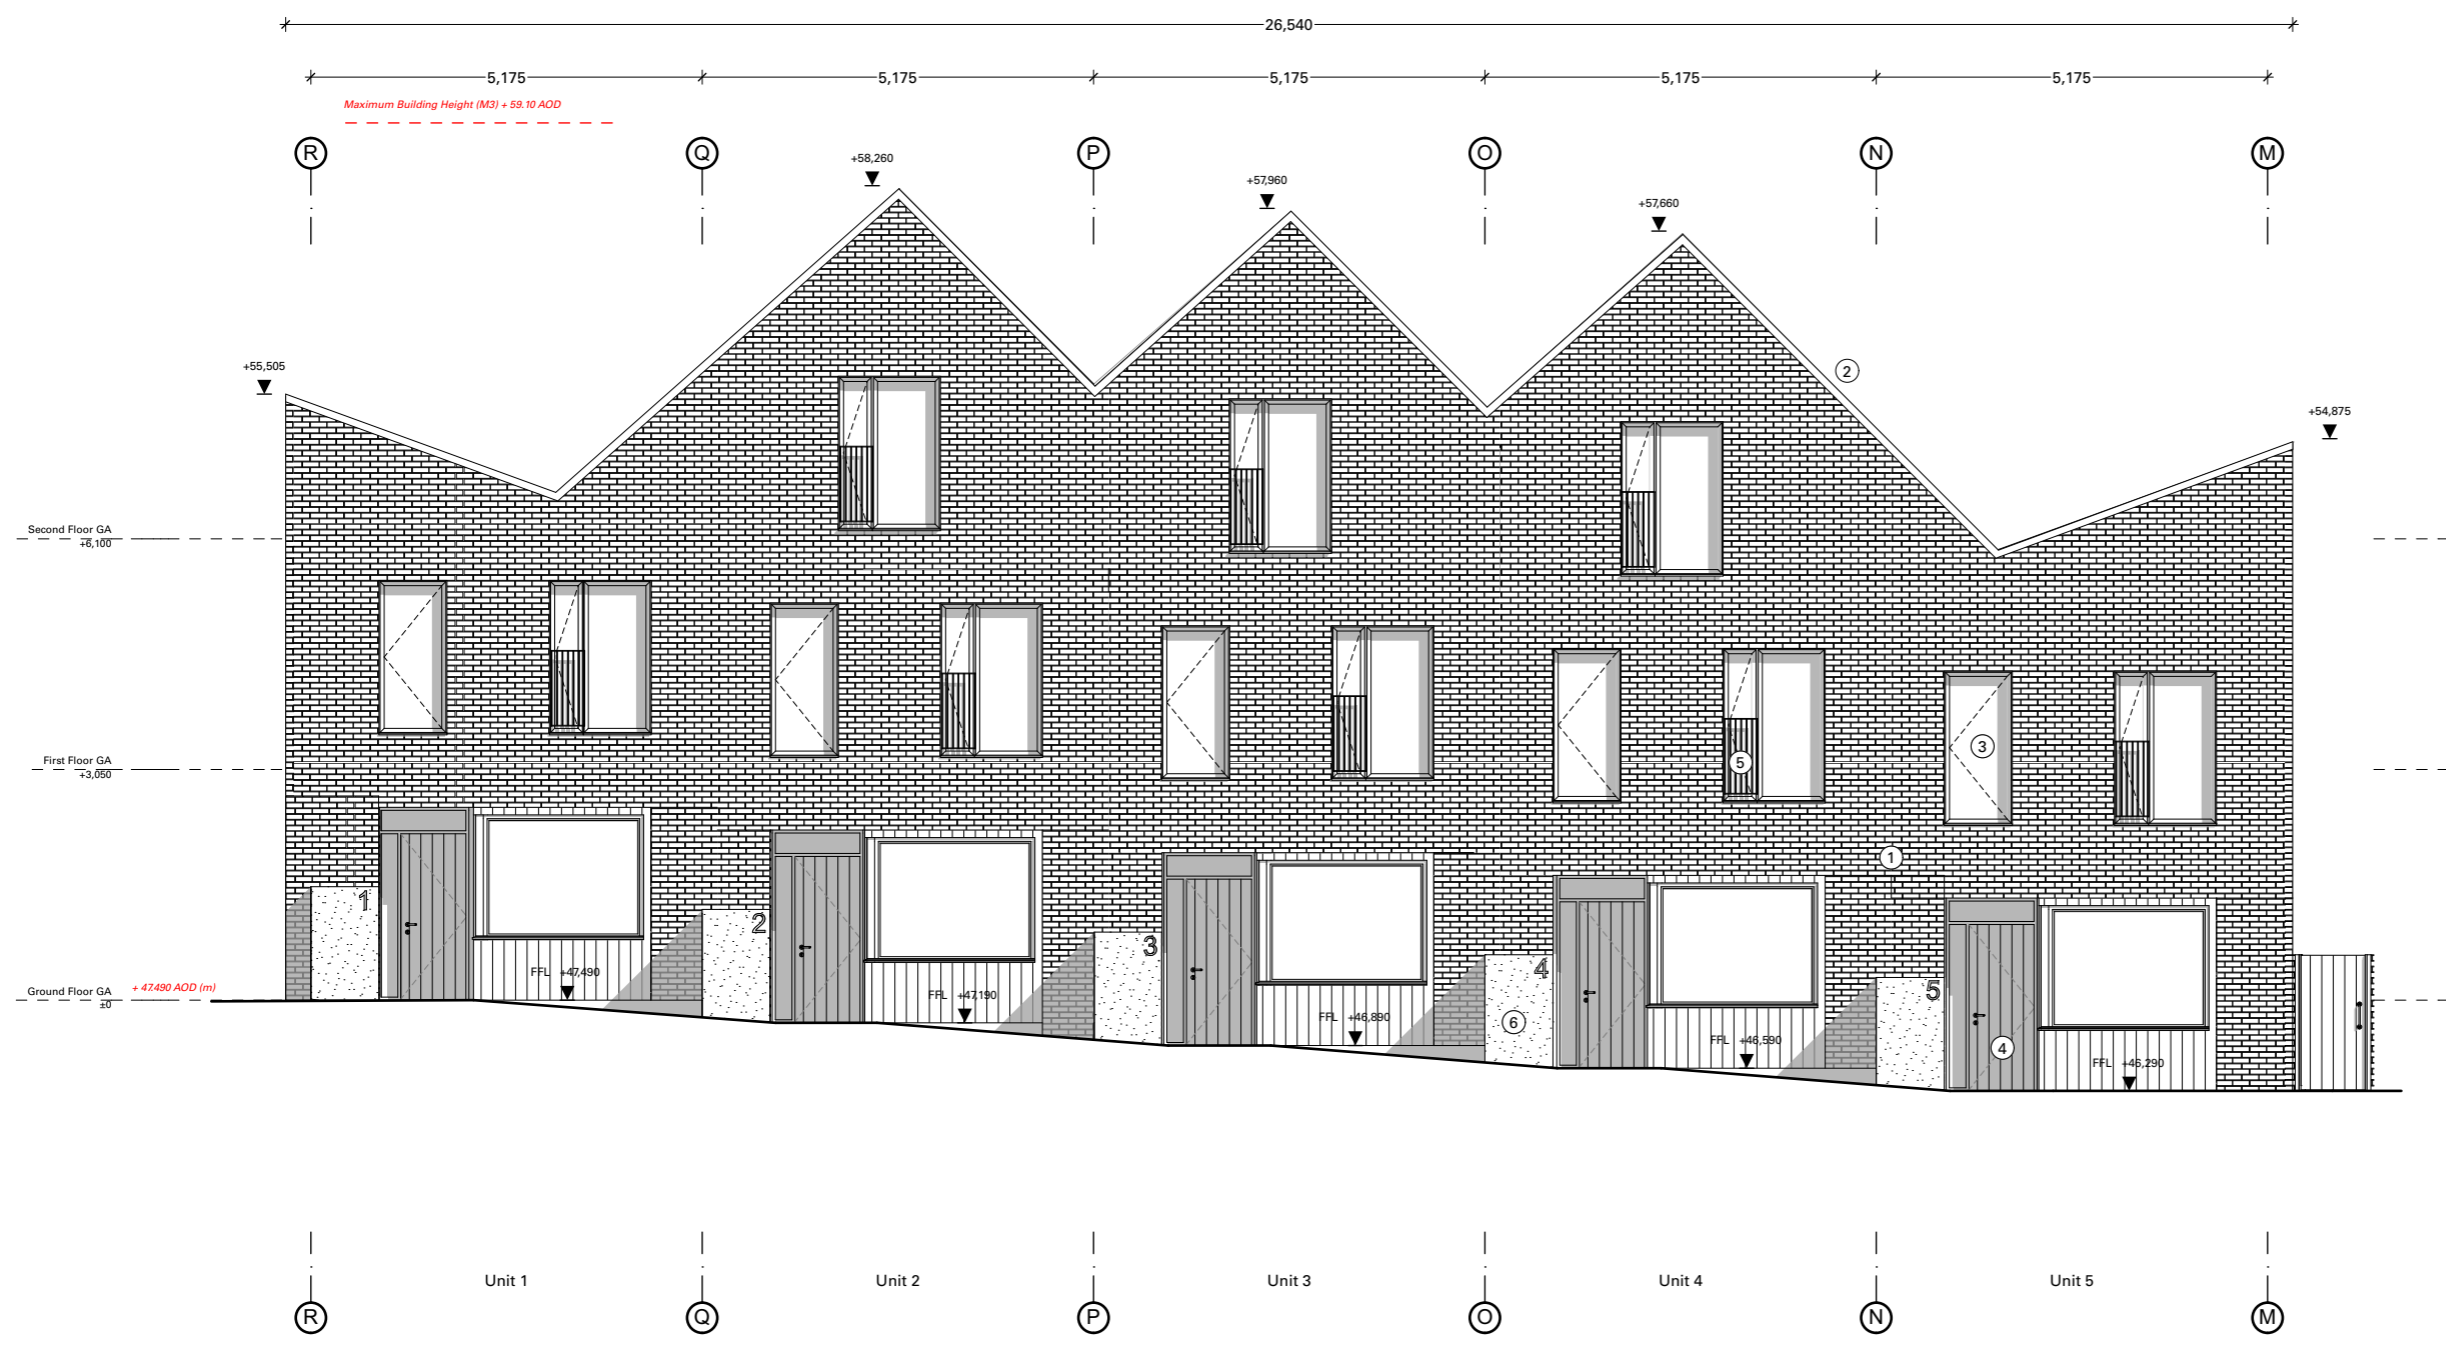 26,540
5,175 5,175 5,175 5,175 5,175
Maximum Building Height (M3) + 59.10 AOD
R Q P O N M
+58,260
+57,960
+57,660
+55,505
2
+54,875
Second Floor GA
+6,100
3
5
First Floor GA
+3,050
1
1
2
3
4
5
FFL +47,490
Ground Floor GA
±0
+ 47.490 AOD (m)
FFL +47,190
FFL +46,890
6
FFL +46,590
4
FFL +46,290
Unit 1 Unit 2 Unit 3 Unit 4 Unit 5
R Q P O N M